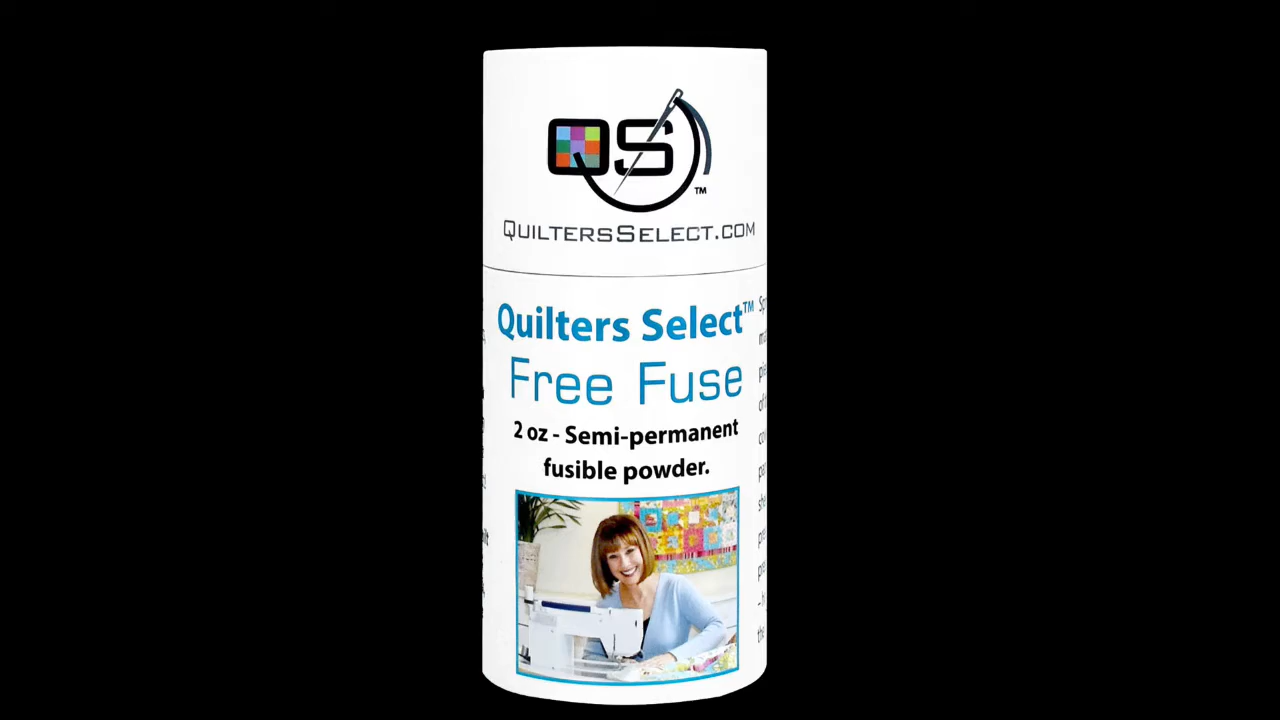 QS
TM
QUILTERSSELECT.COM
Quilters Select™
Free Fuse
2 oz - Semi-permanent
fusible powder.